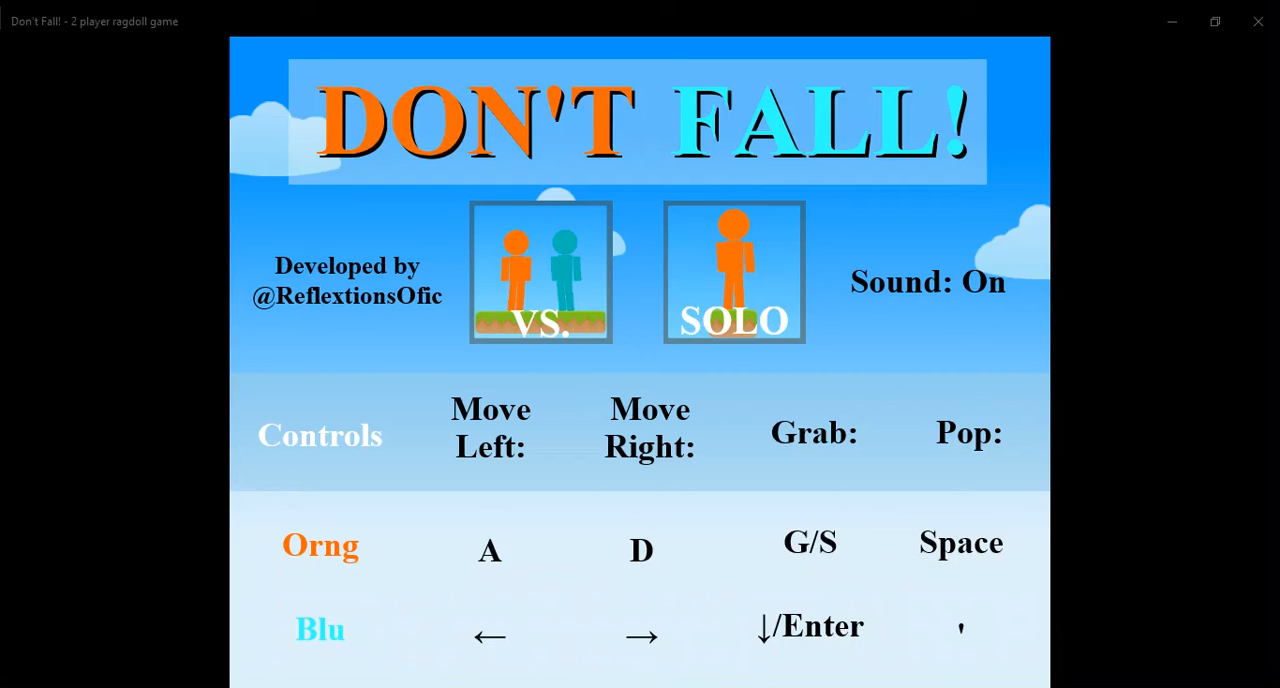 Don't Fall! - 2 player ragdoll game
DON'T FALL!
Developed by
@ReflextionsOfic
VS.
SOLO
Sound: On
Controls
Move
Left:
Move
Right:
Grab:
Pop:
Orng
A
D
G/S
Space
Blu
←
→
↓/Enter
'